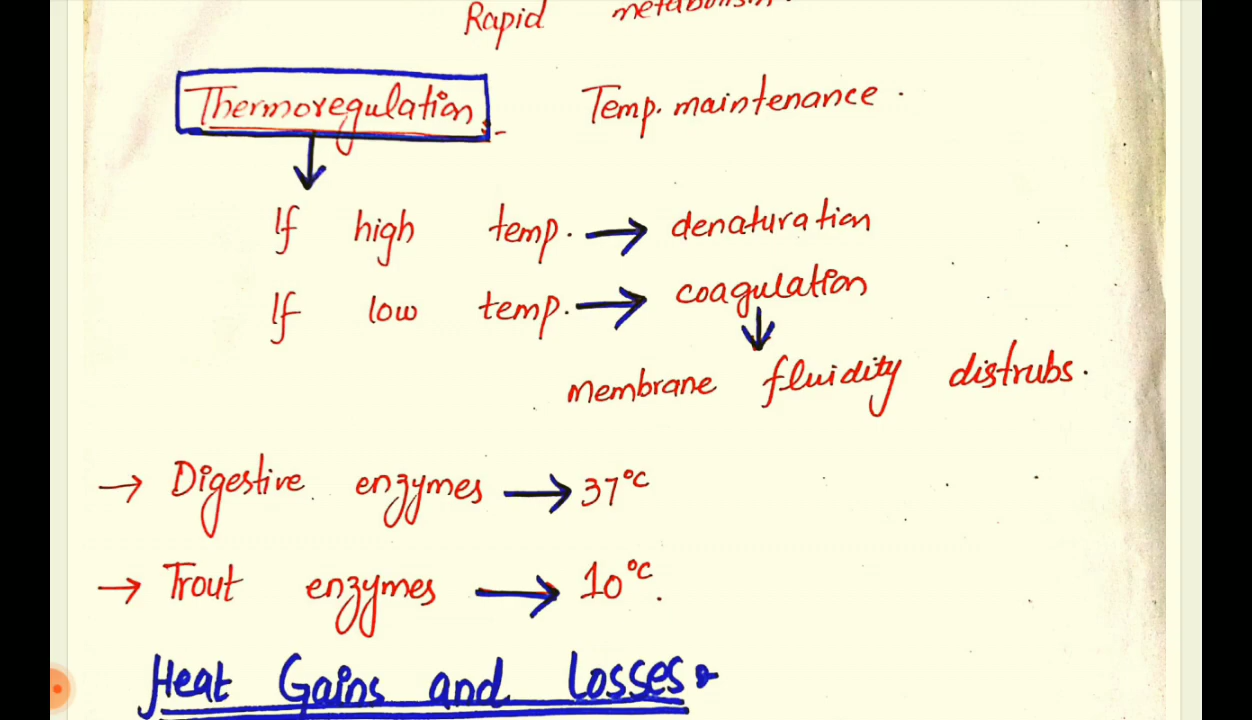 Rapid metabolism.
Thermoregulation:- Temp. maintenance.
If high temp. → denaturation
If low temp. → coagulation
↓
membrane fluidity distrubs.
→ Digestive enzymes → 37°C
→ Trout enzymes → 10°C.
Heat Gains and Losses